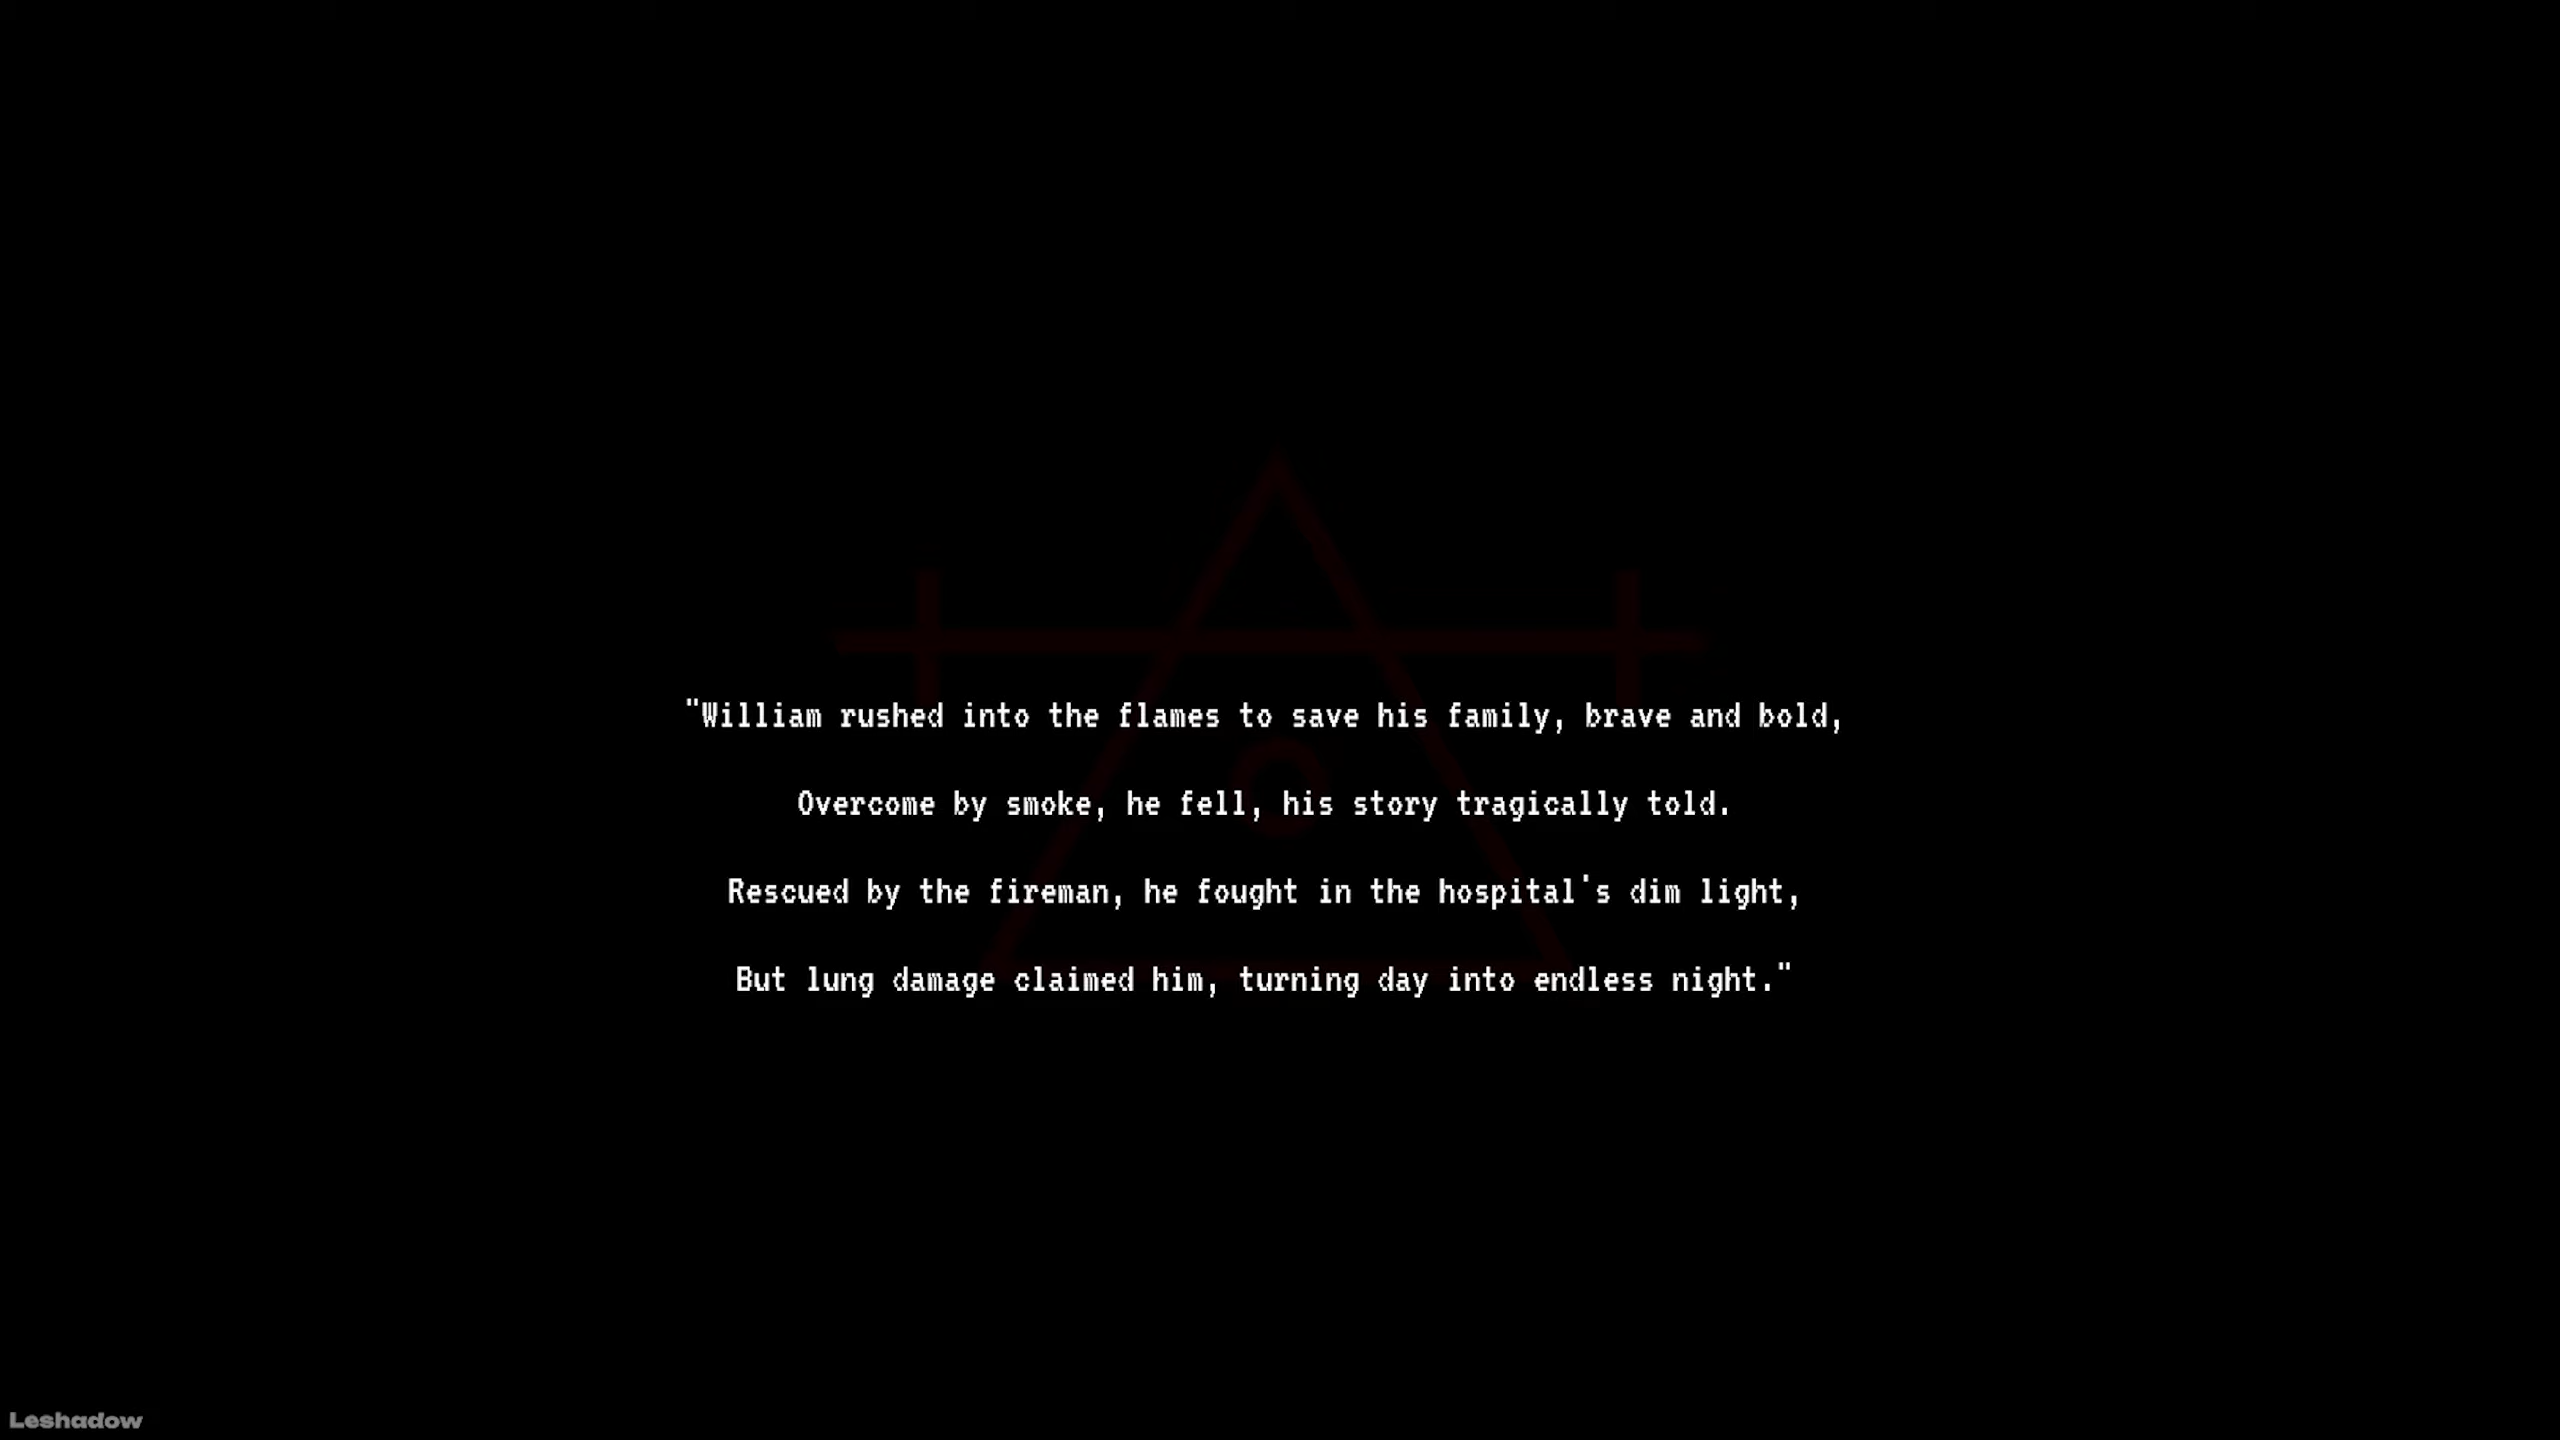 "William rushed into the flames to save his family, brave and bold,
Overcome by smoke, he fell, his story tragically told.
Rescued by the fireman, he fought in the hospital's dim light,
But lung damage claimed him, turning day into endless night."
Leshadow